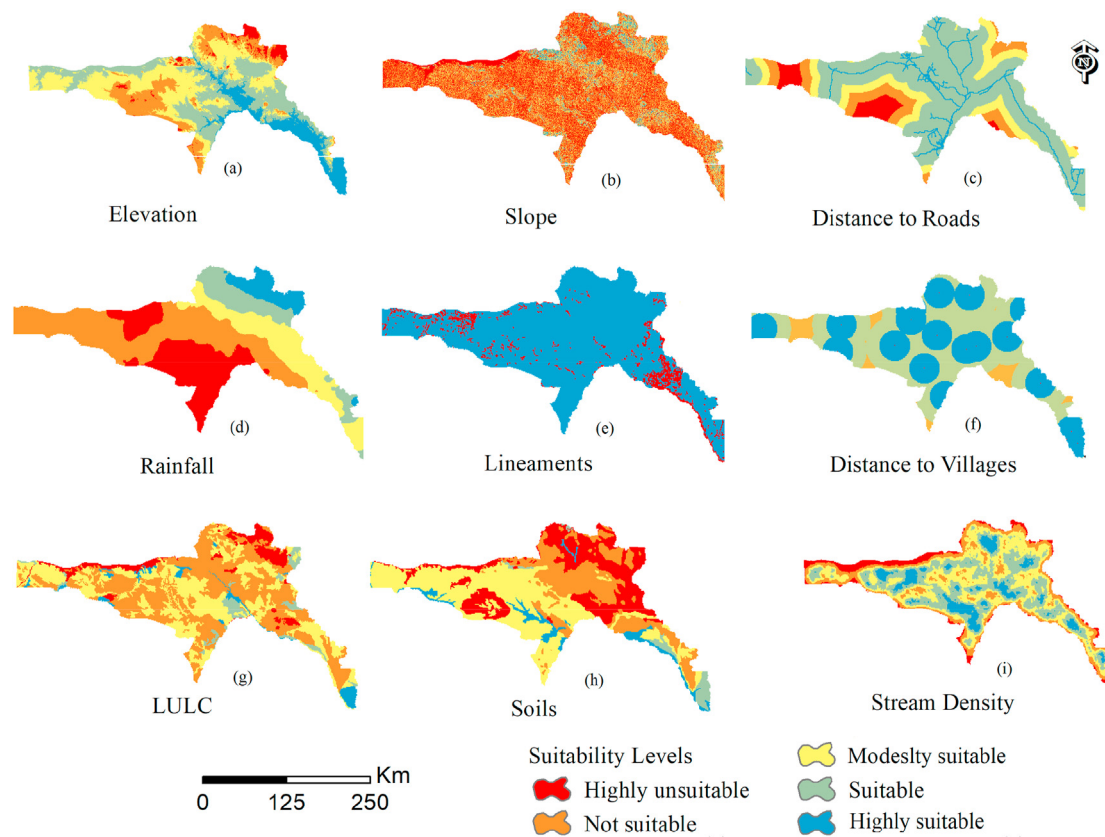 N
(a)
(b)
(c)
Elevation
Slope
Distance to Roads
(d)
(e)
(f)
Rainfall
Lineaments
Distance to Villages
(g)
(h)
(i)
LULC
Soils
Stream Density
Suitability Levels
Modeslty suitable
Km
Highly unsuitable
Suitable
0 125 250
Not suitable
Highly suitable